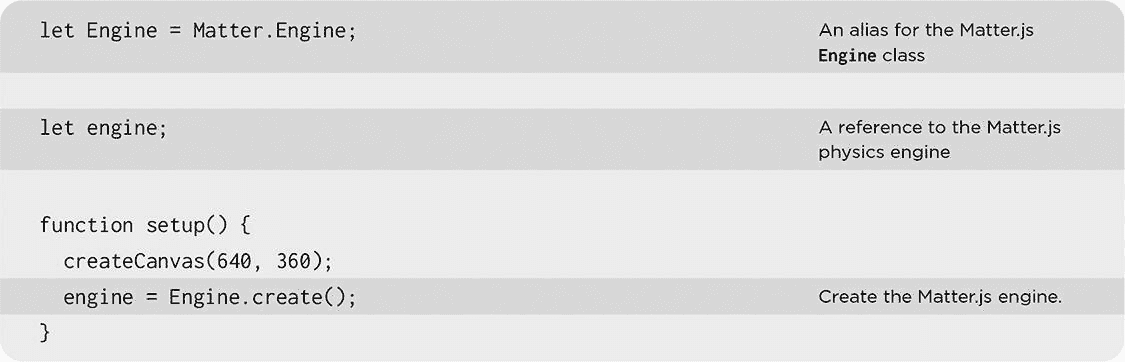 let Engine = Matter.Engine;
An alias for the Matter.js
Engine class
let engine;
A reference to the Matter.js
physics engine
function setup() {
  createCanvas(640, 360);
  engine = Engine.create();
Create the Matter.js engine.
}